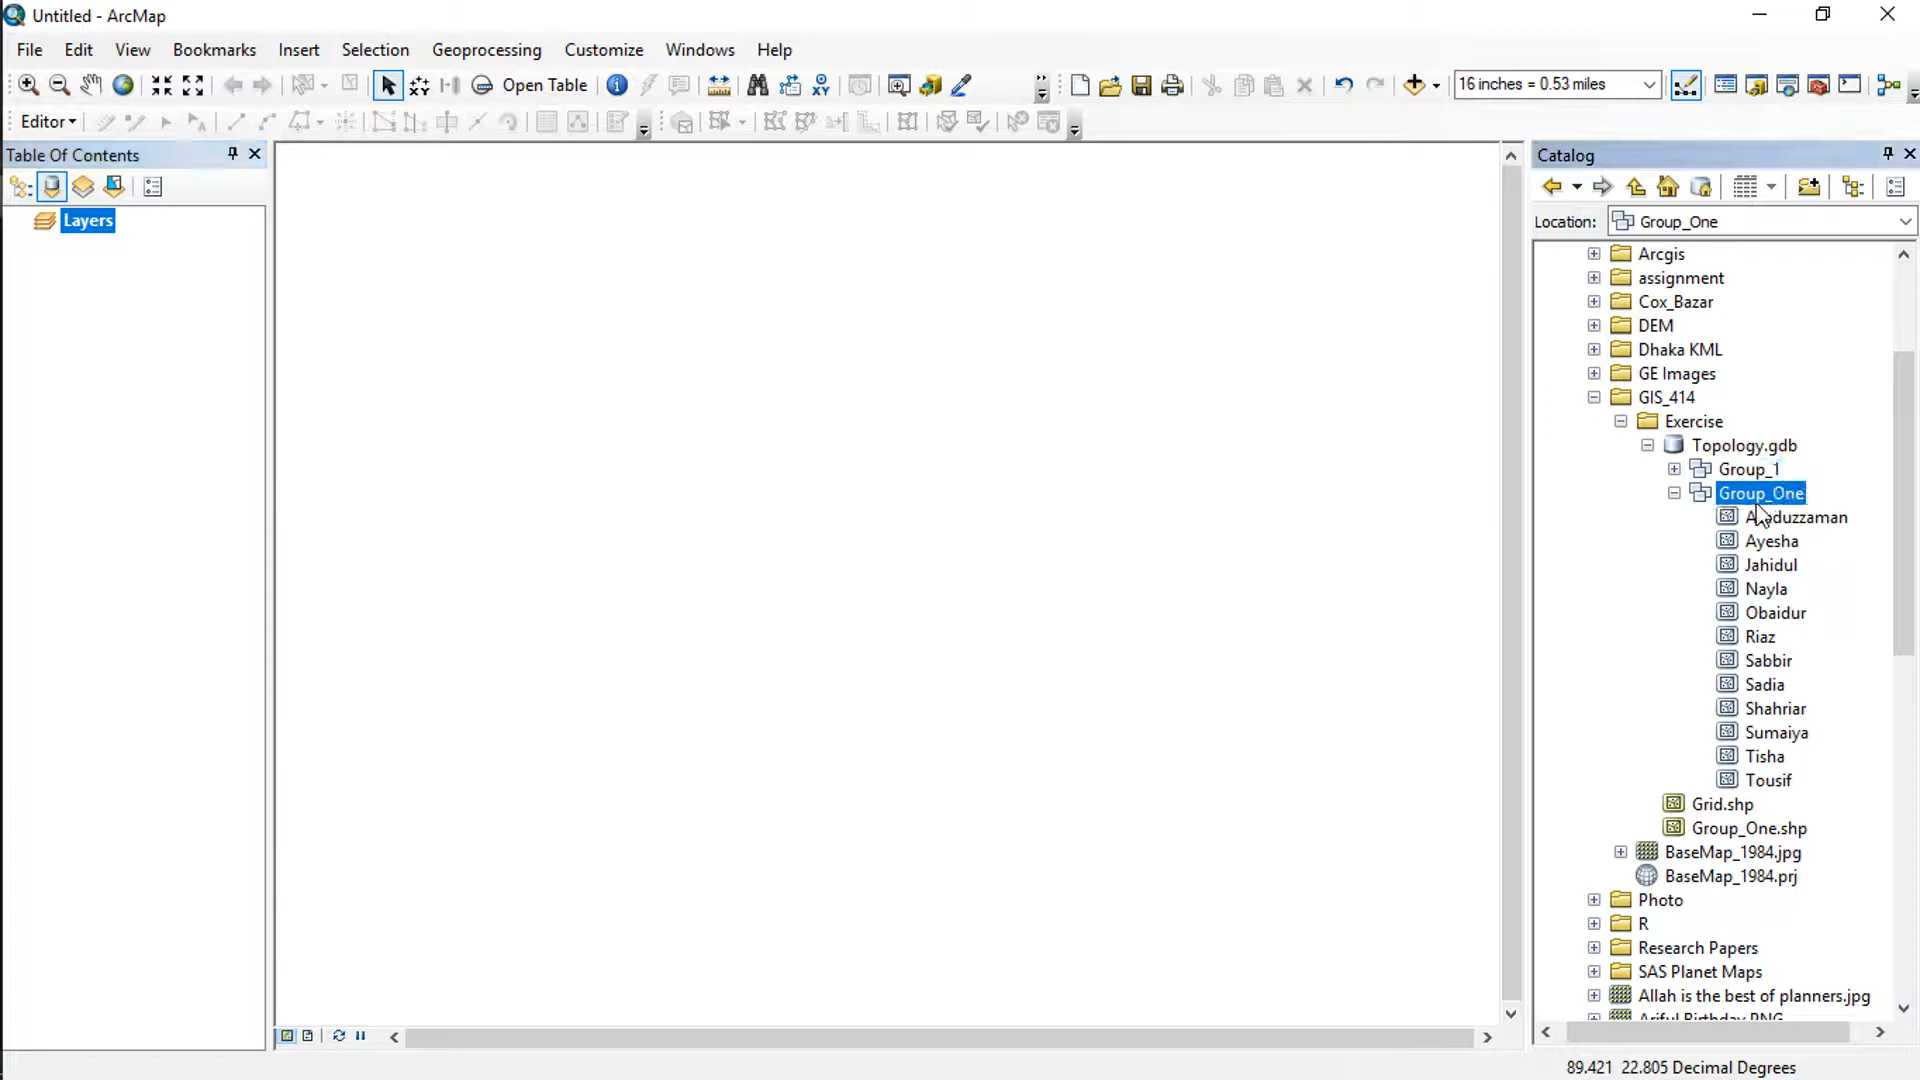 Untitled - ArcMap
File Edit View Bookmarks Insert Selection Geoprocessing Customize Windows Help
Open Table 16 inches = 0.53 miles
Editor
Table Of Contents
Layers
Catalog
Location: Group_One
Arcgis
assignment
Cox_Bazar
DEM
Dhaka KML
GE Images
GIS_414
Exercise
Topology.gdb
Group_1
Group_One
Ayesha
Jahidul
Nayla
Obaidur
Riaz
Sabbir
Sadia
Shahriar
Sumaiya
Tisha
Tousif
Grid.shp
Group_One.shp
BaseMap_1984.jpg
BaseMap_1984.prj
Photo
R
Research Papers
SAS Planet Maps
Allah is the best of planners.jpg
Ariful Birthday PNG
89.421 22.805 Decimal Degrees